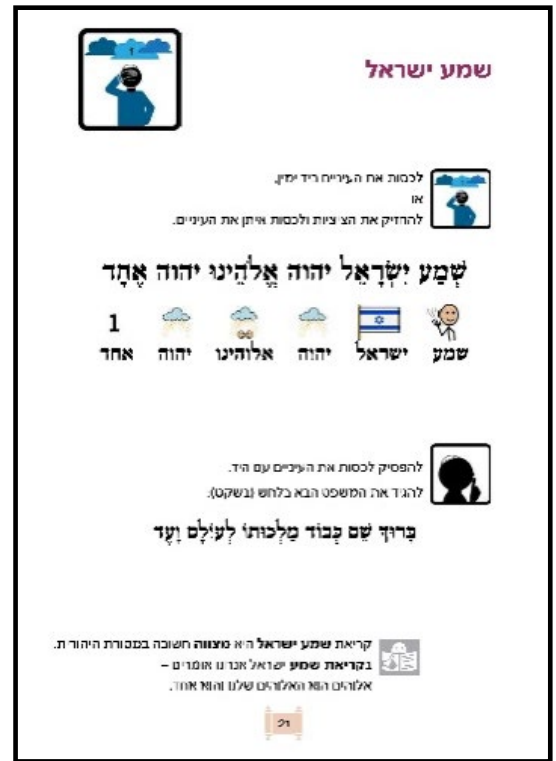 1
שמע ישראל
לכסות את העיניים ביד ימין,
או
להחזיק את הציציות ולכסות איתן את העיניים.
שְׁמַע יִשְׂרָאֵל יהוה אֱלֹהֵינוּ יהוה אֶחָד
1
שמע ישראל יהוה אלוהינו יהוה אחד
להפסיק לכסות את העיניים עם היד.
להגיד את המשפט הבא בלחש (בשקט):
בָּרוּךְ שֵׁם כְּבוֹד מַלְכוּתוֹ לְעוֹלָם וָעֶד
קריאת שמע ישראל היא מצווה חשובה במסורת היהודית.
בקריאת שמע ישראל אנחנו אומרים –
אלוהים הוא האלוהים שלנו והוא אחד.